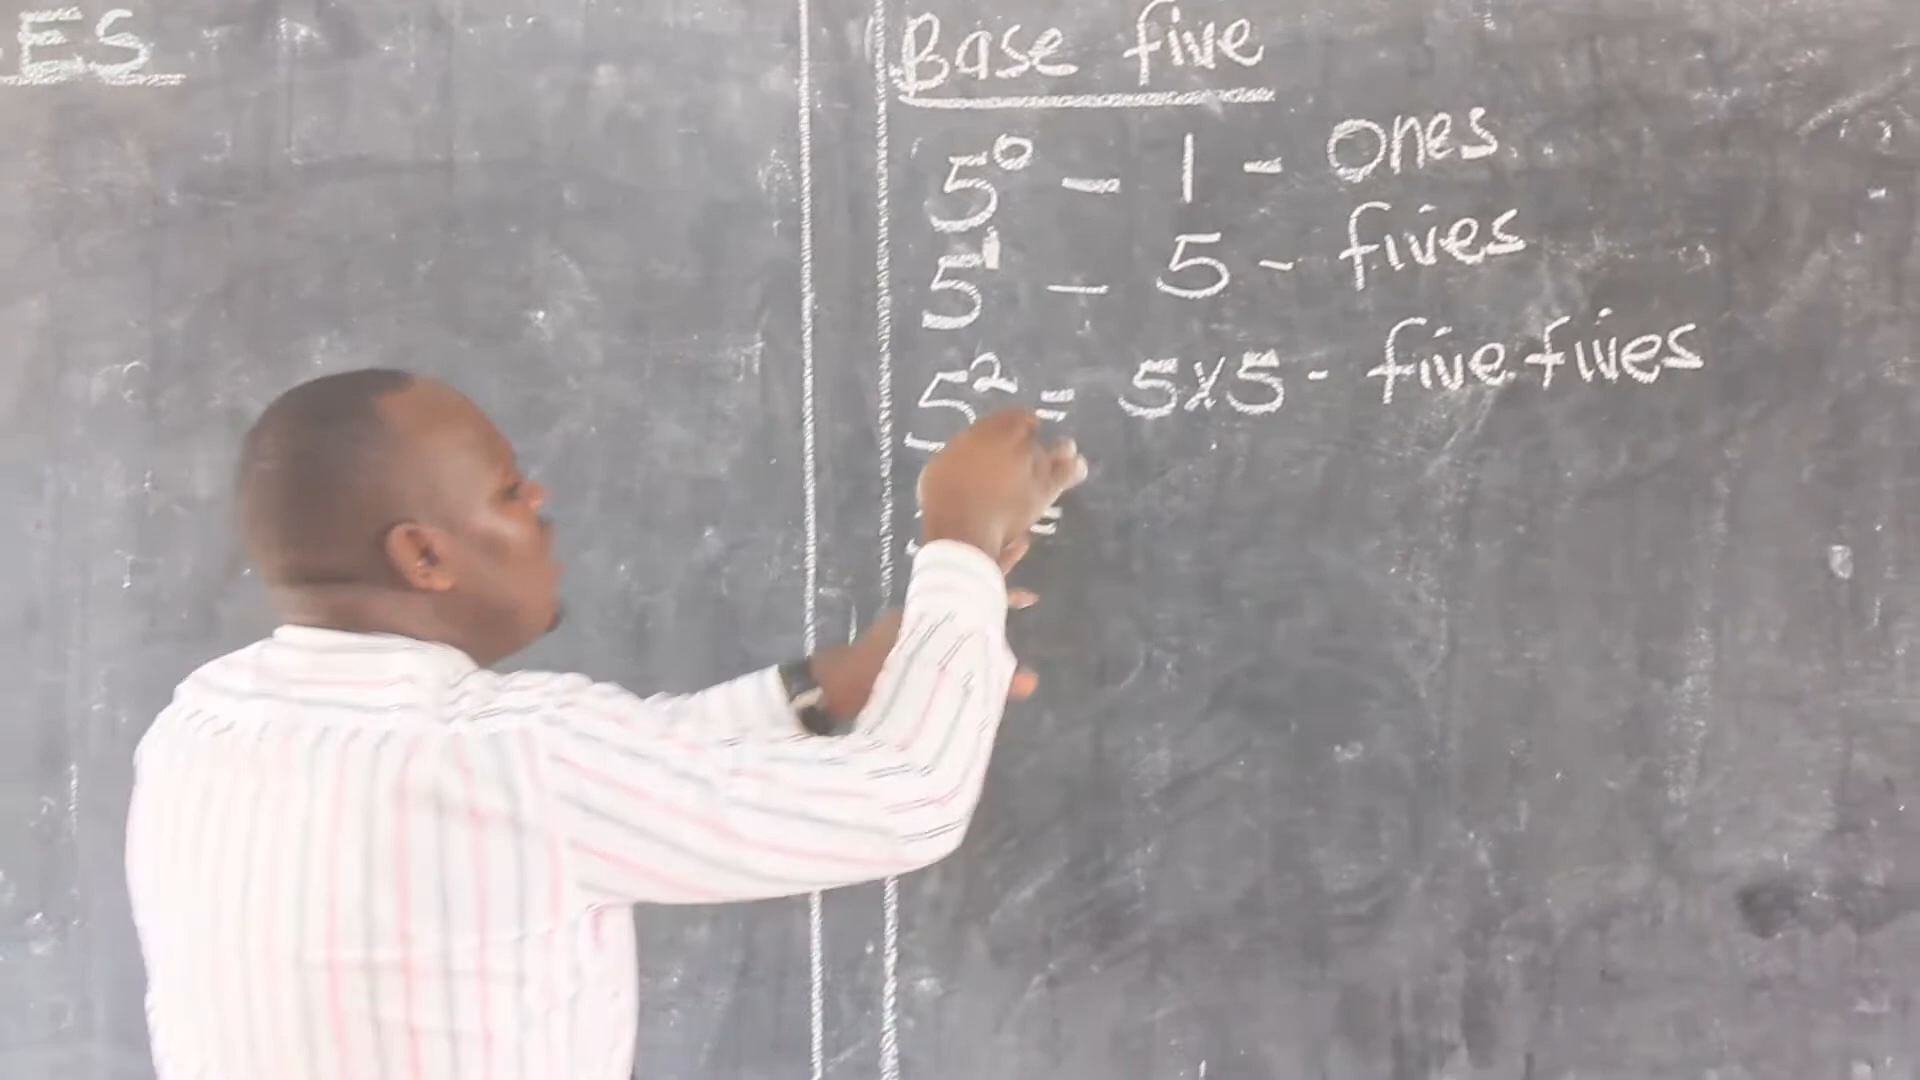 ES
Base five
5⁰ - 1 - Ones
5¹ - 5 - fives
5² = 5x5 - five fives
=